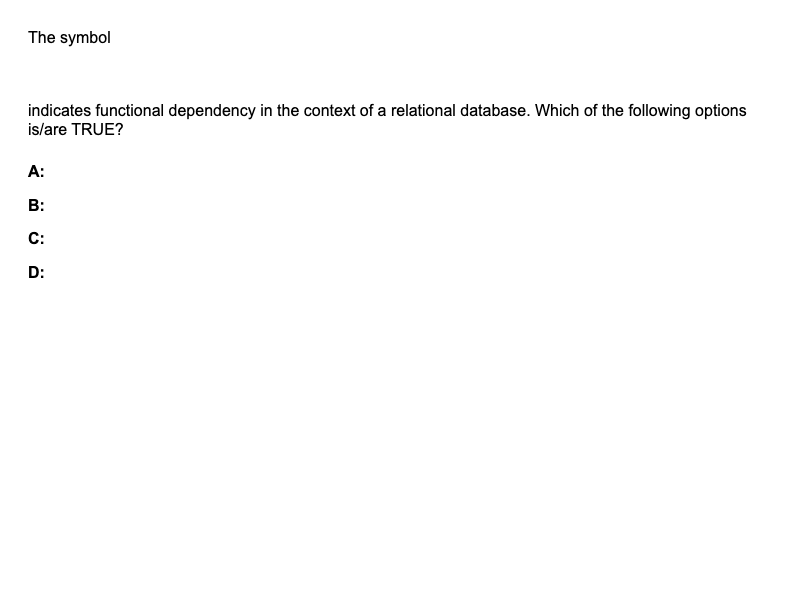 The symbol
indicates functional dependency in the context of a relational database. Which of the following options
is/are TRUE?
A:
B:
C:
D: